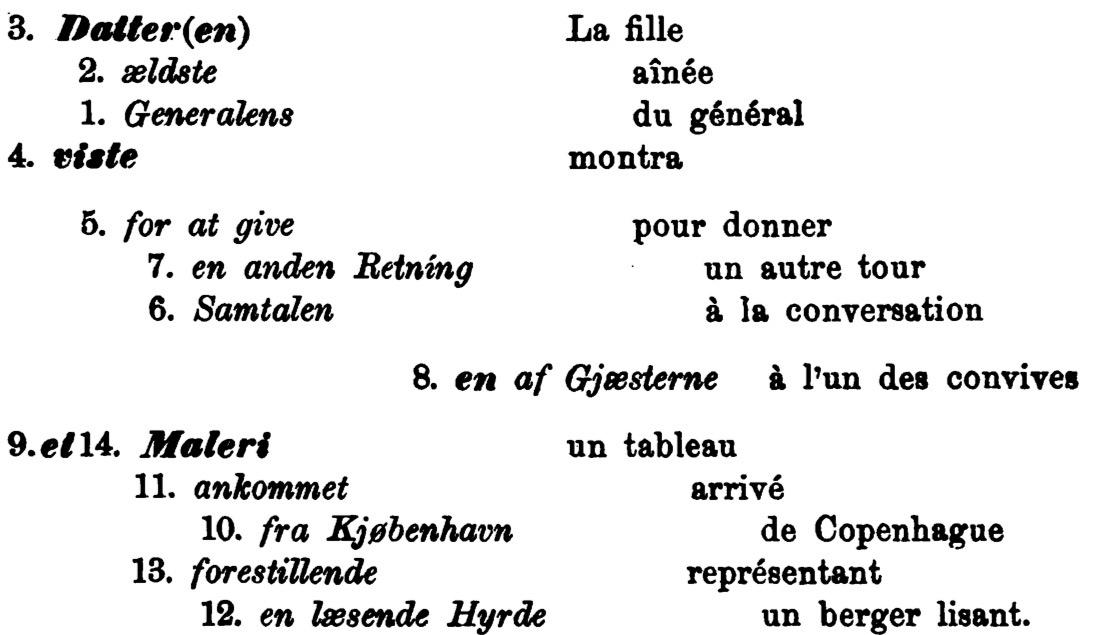 3. Datter(en) La fille
2. ældste aînée
1. Generalens du général
4. viste montra
5. for at give pour donner
7. en anden Retning un autre tour
6. Samtalen à la conversation
8. en af Gjæsterne à l'un des convives
9. et 14. Maleri un tableau
11. ankommet arrivé
10. fra Kjøbenhavn de Copenhague
13. forestillende représentant
12. en læsende Hyrde un berger lisant.